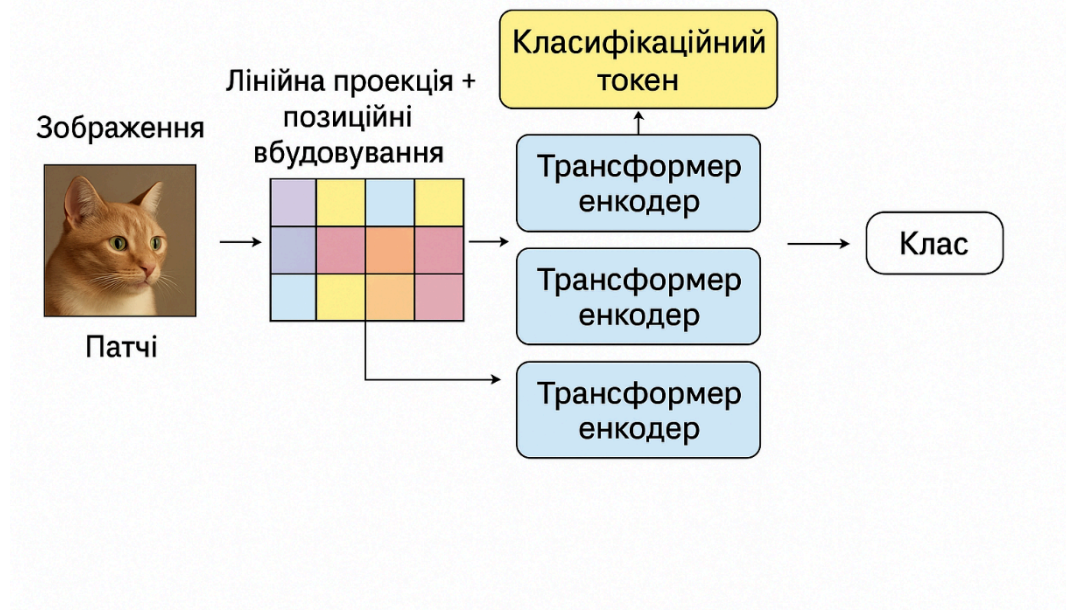 Зображення
Патчі
Лінійна проекція +
позиційні
вбудовування
Класифікаційний
токен
Трансформер
енкодер
Трансформер
енкодер
Трансформер
енкодер
Клас